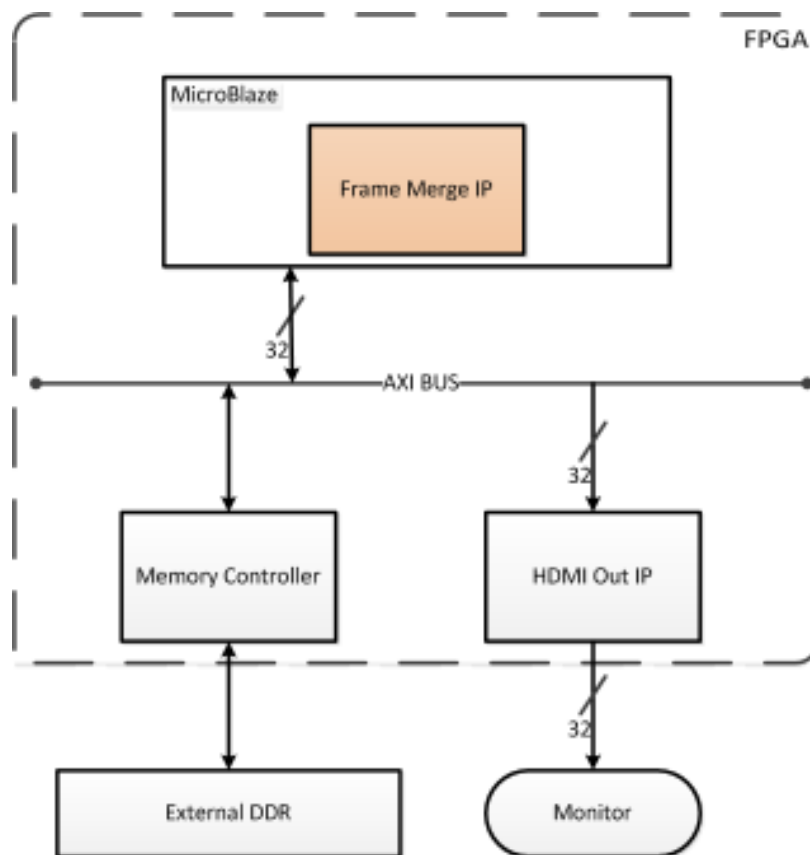 FPGA
MicroBlaze
Frame Merge IP
32
AXI BUS
32
Memory Controller
HDMI Out IP
32
External DDR
Monitor